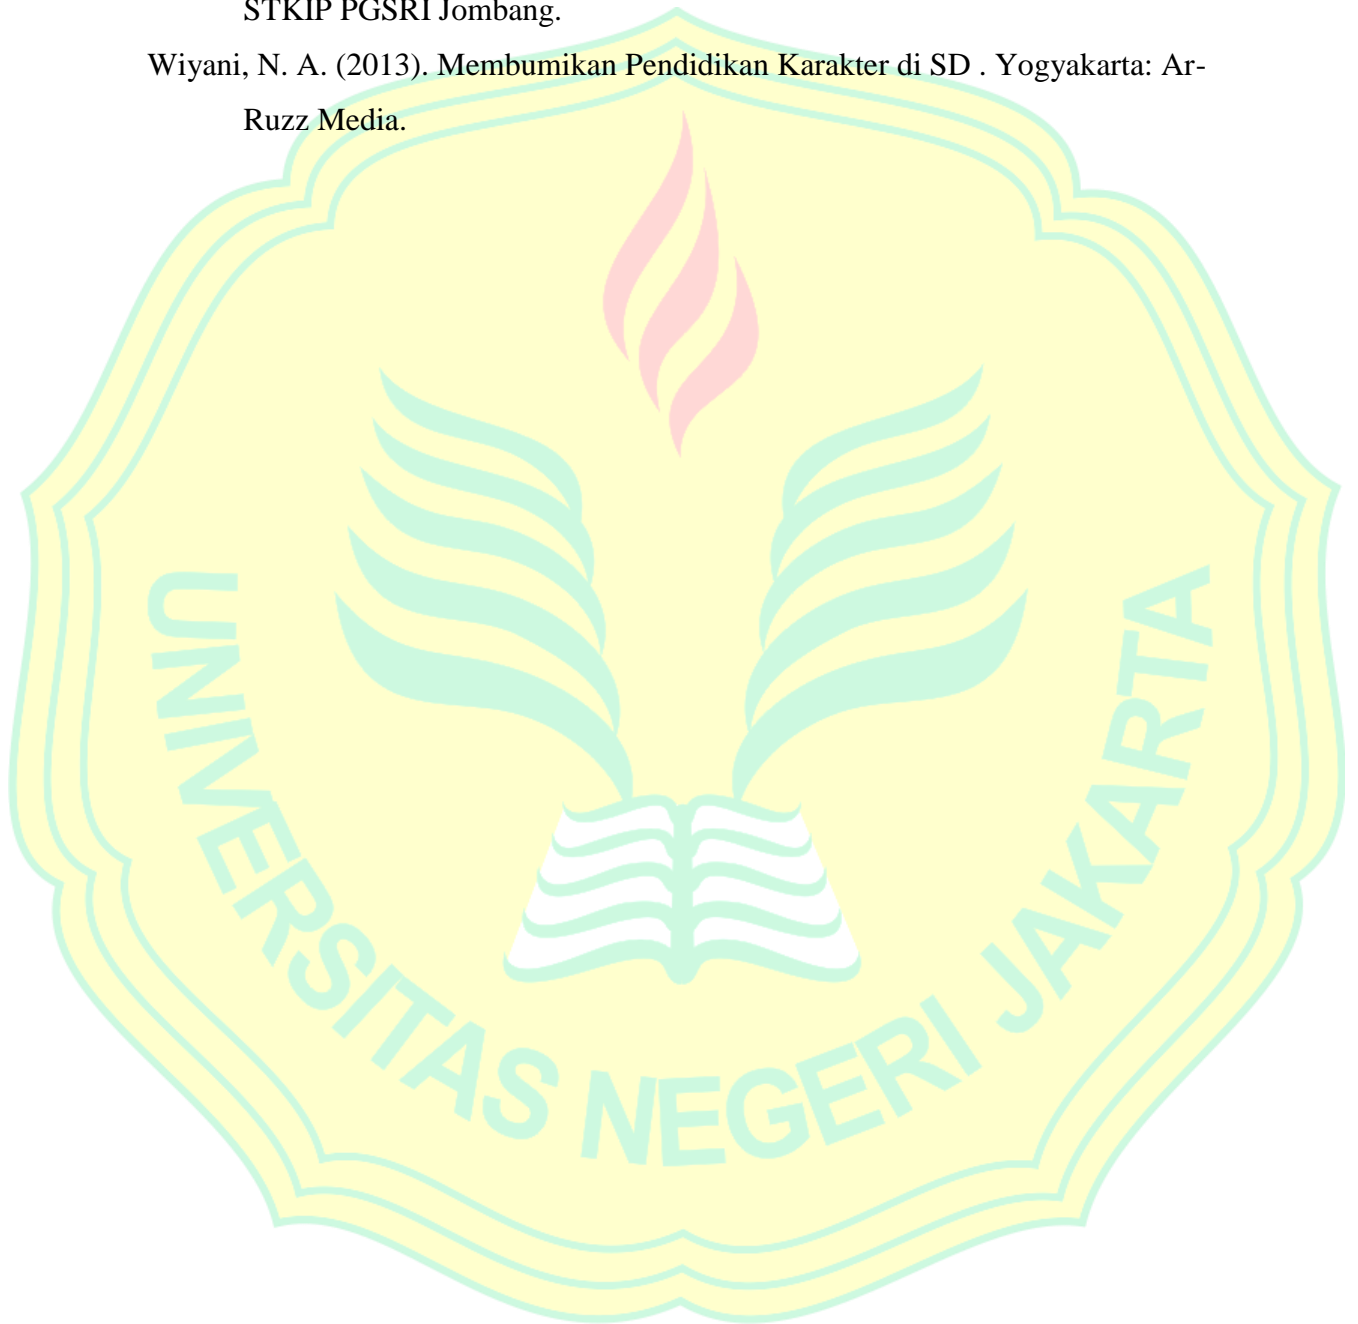 STKIP PGSRI Jombang.
Wiyani, N. A. (2013). Membumikan Pendidikan Karakter di SD . Yogyakarta: Ar-
Ruzz Media.
UNIVERSITAS NEGERI JAKARTA